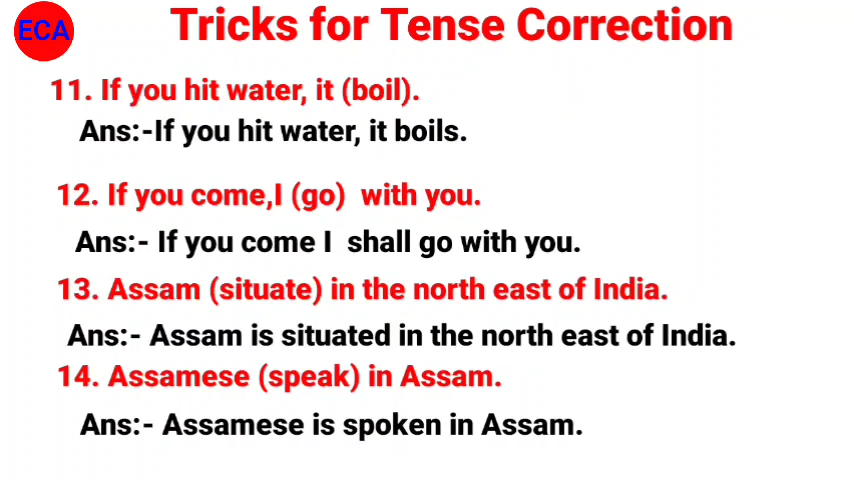 ECA
Tricks for Tense Correction
11. If you hit water, it (boil).
Ans:-If you hit water, it boils.
12. If you come,I (go) with you.
Ans:- If you come I shall go with you.
13. Assam (situate) in the north east of India.
Ans:- Assam is situated in the north east of India.
14. Assamese (speak) in Assam.
Ans:- Assamese is spoken in Assam.